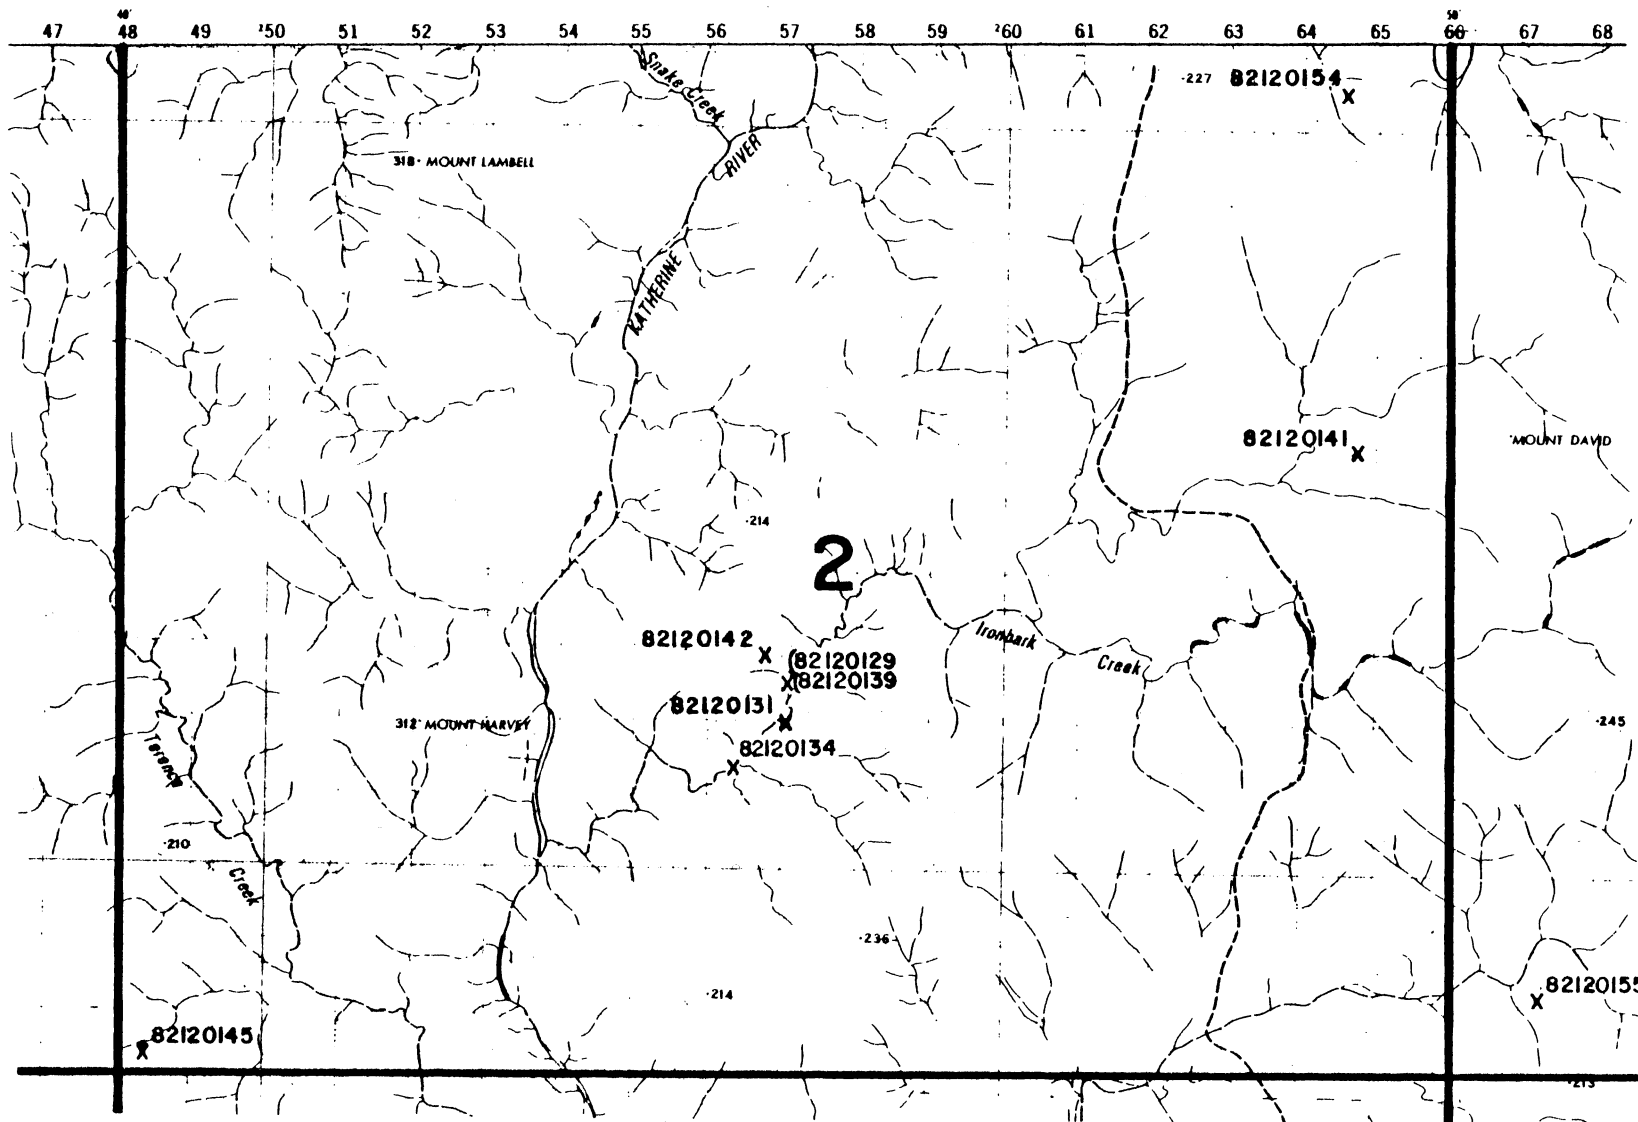 40' 50'
47 48 49 50 51 52 53 54 55 56 57 58 59 60 61 62 63 64 65 66 67 68
Snake Creek
·227 82120154 X
RIVER
318· MOUNT LAMBELL
KATHERINE
82120141 X
MOUNT DAVID
·214
2
Ironbark Creek
82120142 X
82120129
X 82120139
82120131 X
312· MOUNT HARVEY
·245
82120134
X
Terence
·210
Creek
·236
·214
82120155
X
82120145
X
·213